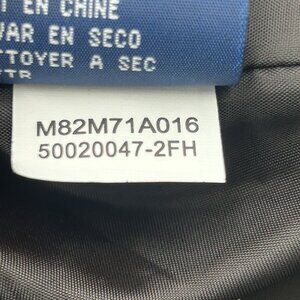 EN CHINE
VAR EN SECO
TTOYER A SEC
M82M71A016
50020047-2FH